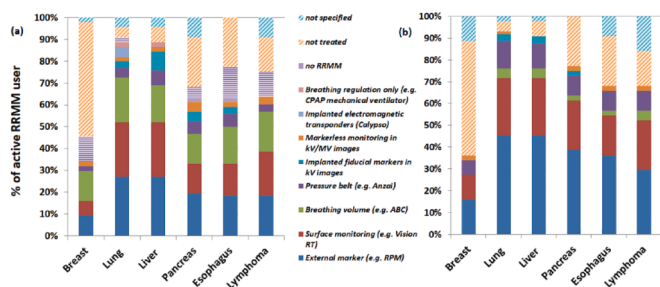 (a)
% of active RRMM user
100%
90%
80%
70%
60%
50%
40%
30%
20%
10%
0%
Breast
Lung
Liver
Pancreas
Esophagus
Lymphoma
not specified
not treated
no RRMM
Breathing regulation only (e.g.
CPAP mechanical ventilator)
Implanted electromagnetic
transponders (Calypso)
Markerless monitoring in
kV/MV images
Implanted fiducial markers in
kV images
Pressure belt (e.g. Anzai)
Breathing volume (e.g. ABC)
Surface monitoring (e.g. Vision
RT)
External marker (e.g. RPM)
(b)
100%
90%
80%
70%
60%
50%
40%
30%
20%
10%
0%
Breast
Lung
Liver
Pancreas
Esophagus
Lymphoma